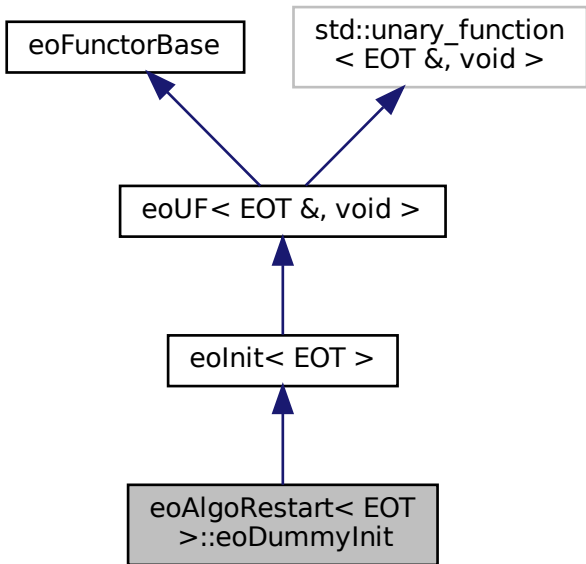 eoFunctorBase
std::unary_function
< EOT &, void >
eoUF< EOT &, void >
eoInit< EOT >
eoAlgoRestart< EOT
>::eoDummyInit